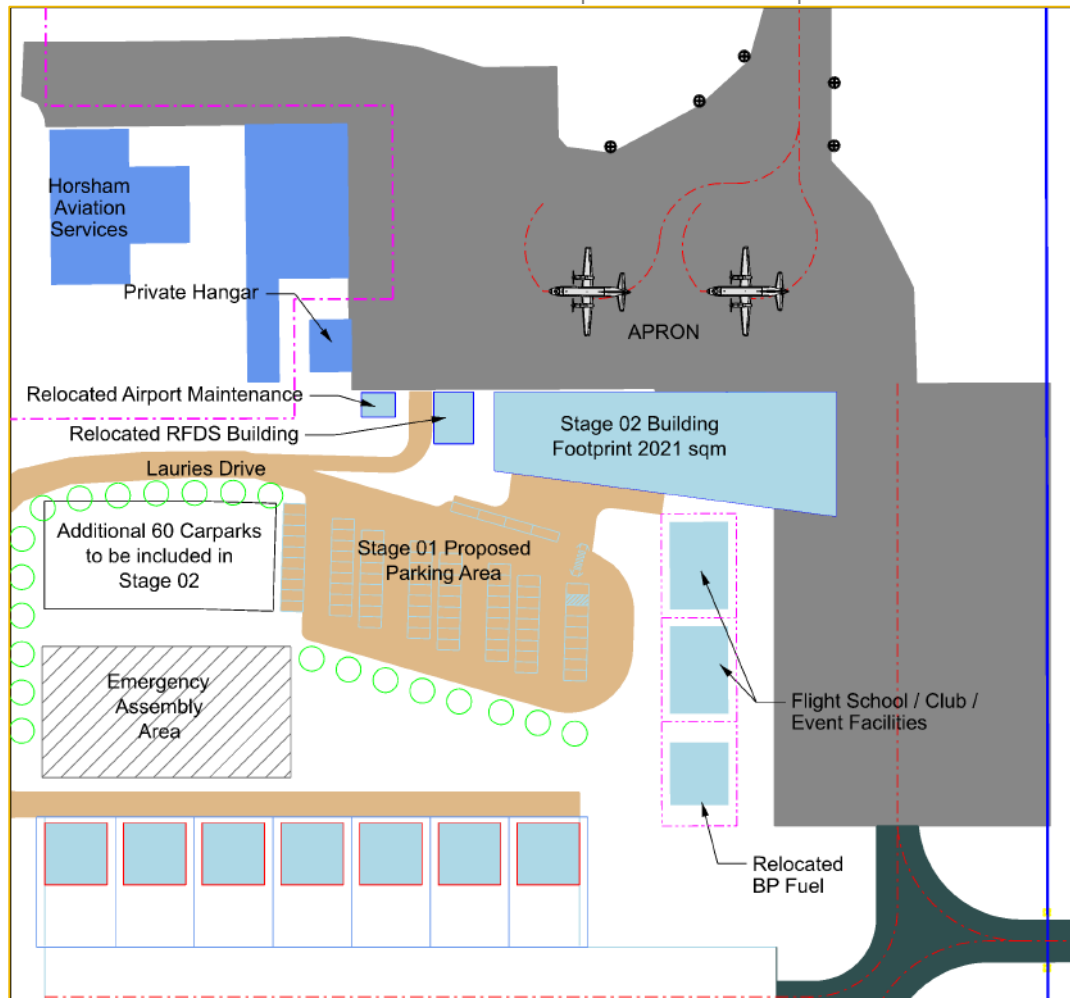 Horsham
Aviation
Services
Private Hangar
APRON
Relocated Airport Maintenance
Relocated RFDS Building
Stage 02 Building
Footprint 2021 sqm
Lauries Drive
Additional 60 Carparks
to be included in
Stage 02
Stage 01 Proposed
Parking Area
Emergency
Assembly
Area
Flight School / Club /
Event Facilities
Relocated
BP Fuel